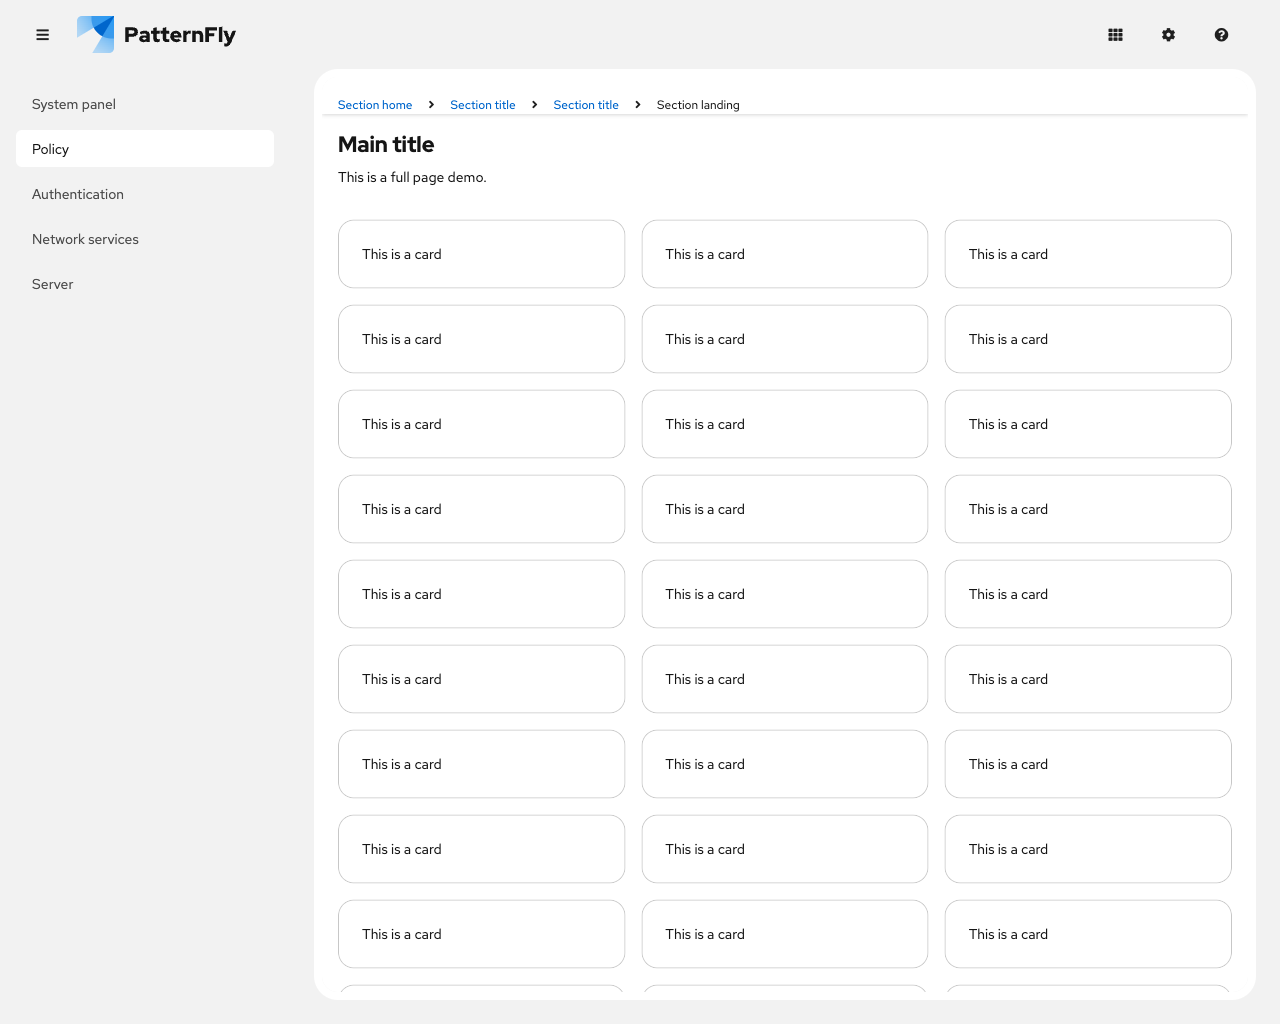 PatternFly
System panel
Policy
Authentication
Network services
Server
Section home Section title Section title Section landing
Main title
This is a full page demo.
This is a card This is a card This is a card
This is a card This is a card This is a card
This is a card This is a card This is a card
This is a card This is a card This is a card
This is a card This is a card This is a card
This is a card This is a card This is a card
This is a card This is a card This is a card
This is a card This is a card This is a card
This is a card This is a card This is a card